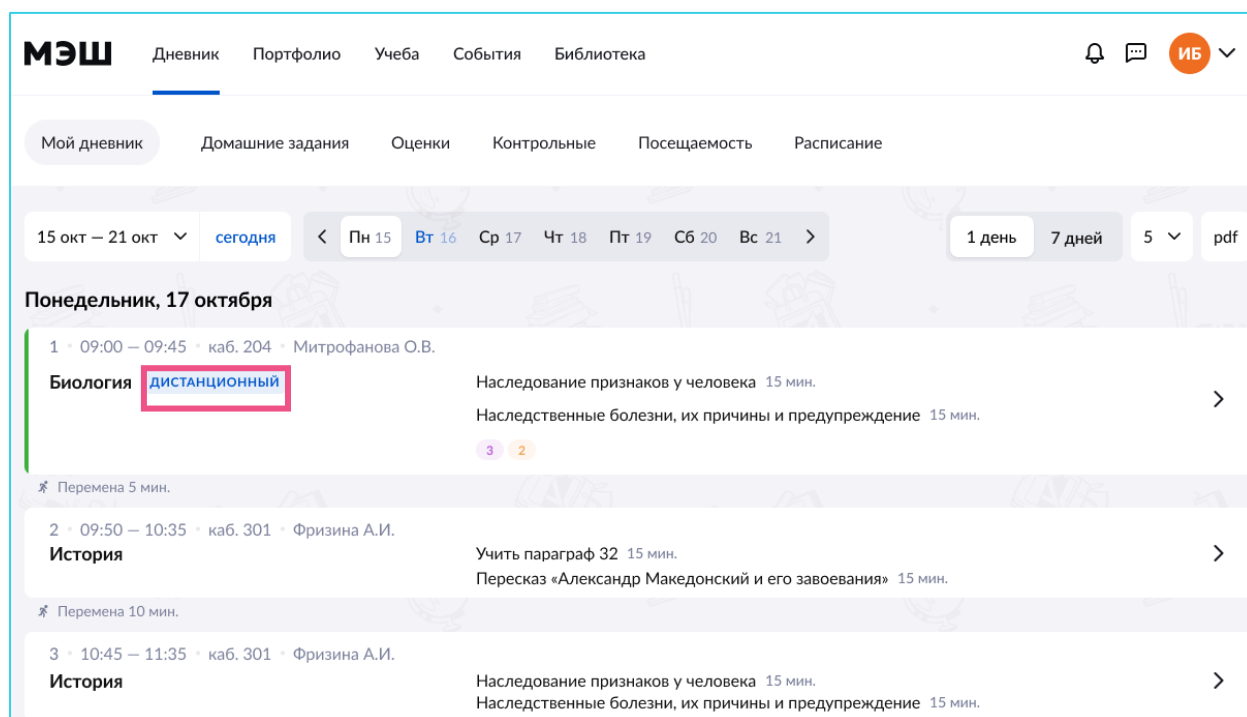 МЭШ Дневник Портфолио Учеба События Библиотека ИБ
Мой дневник Домашние задания Оценки Контрольные Посещаемость Расписание
15 окт — 21 окт сегодня Пн 15 Вт 16 Ср 17 Чт 18 Пт 19 Сб 20 Вс 21 1 день 7 дней 5 pdf
Понедельник, 17 октября
1 • 09:00 — 09:45 • каб. 204 • Митрофанова О.В.
Биология ДИСТАНЦИОННЫЙ Наследование признаков у человека 15 мин.
Наследственные болезни, их причины и предупреждение 15 мин.
3 2
Перемена 5 мин.
2 • 09:50 — 10:35 • каб. 301 • Фризина А.И.
История Учить параграф 32 15 мин.
Пересказ «Александр Македонский и его завоевания» 15 мин.
Перемена 10 мин.
3 • 10:45 — 11:35 • каб. 301 • Фризина А.И.
История Наследование признаков у человека 15 мин.
Наследственные болезни, их причины и предупреждение 15 мин.